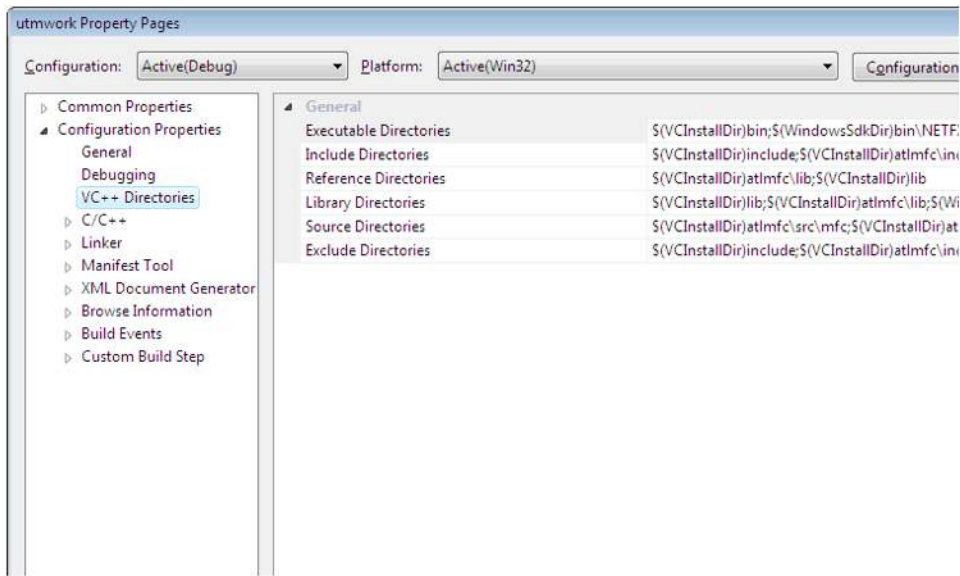 utmwork Property Pages
Configuration: Active(Debug) Platform: Active(Win32) Configuration
Common Properties
Configuration Properties
General
Debugging
VC++ Directories
C/C++
Linker
Manifest Tool
XML Document Generator
Browse Information
Build Events
Custom Build Step
General
Executable Directories $(VCInstallDir)bin;$(WindowsSdkDir)bin\NETF
Include Directories $(VCInstallDir)include;$(VCInstallDir)atlmfc\in
Reference Directories $(VCInstallDir)atlmfc\lib;$(VCInstallDir)lib
Library Directories $(VCInstallDir)lib;$(VCInstallDir)atlmfc\lib;$(Wi
Source Directories $(VCInstallDir)atlmfc\src\mfc;$(VCInstallDir)at
Exclude Directories $(VCInstallDir)include;$(VCInstallDir)atlmfc\in